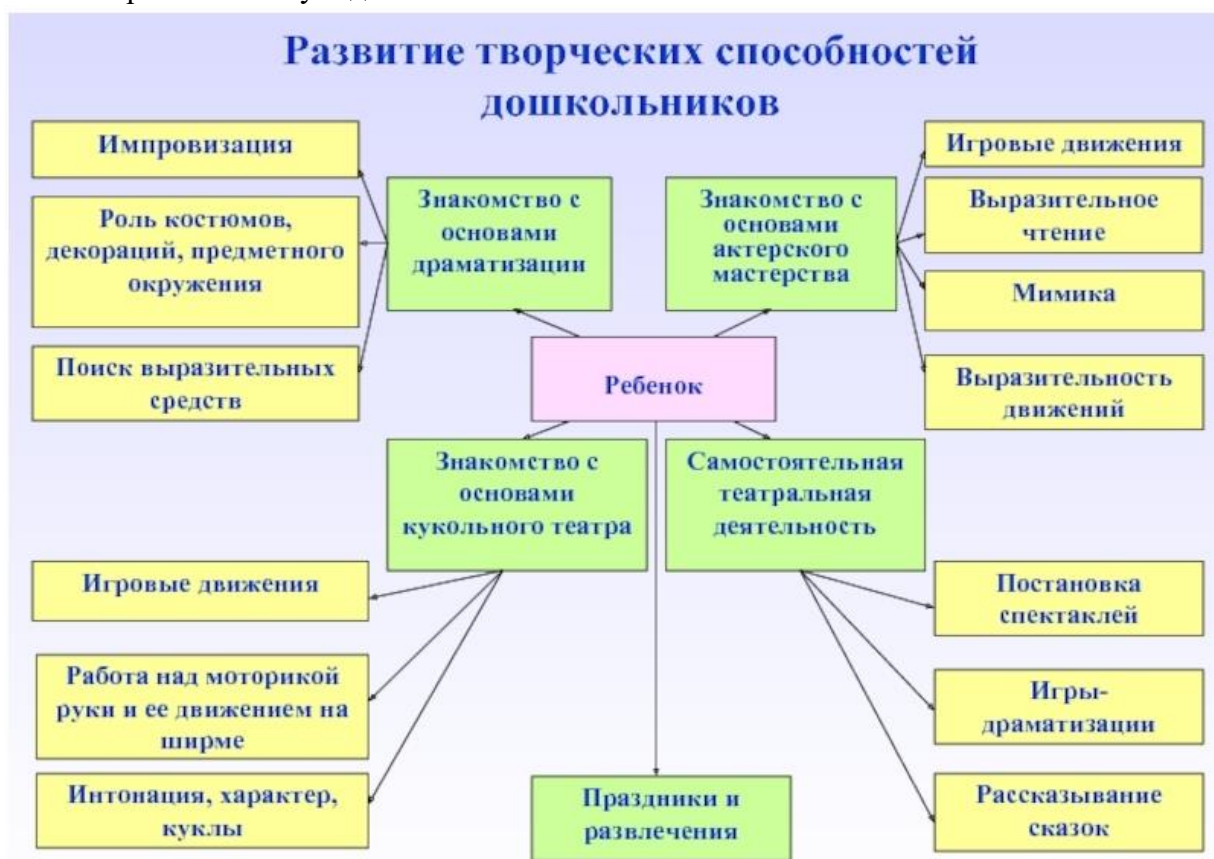 Развитие творческих способностей
дошкольников
Импровизация
Роль костюмов,
декораций, предметного
окружения
Поиск выразительных
средств
Знакомство с
основами
драматизации
Знакомство с
основами
актерского
мастерства
Игровые движения
Выразительное
чтение
Мимика
Выразительность
движений
Ребенок
Знакомство с
основами
кукольного театра
Самостоятельная
театральная
деятельность
Игровые движения
Работа над моторикой
руки и ее движением на
ширме
Интонация, характер,
куклы
Праздники и
развлечения
Постановка
спектаклей
Игры-
драматизации
Рассказывание
сказок